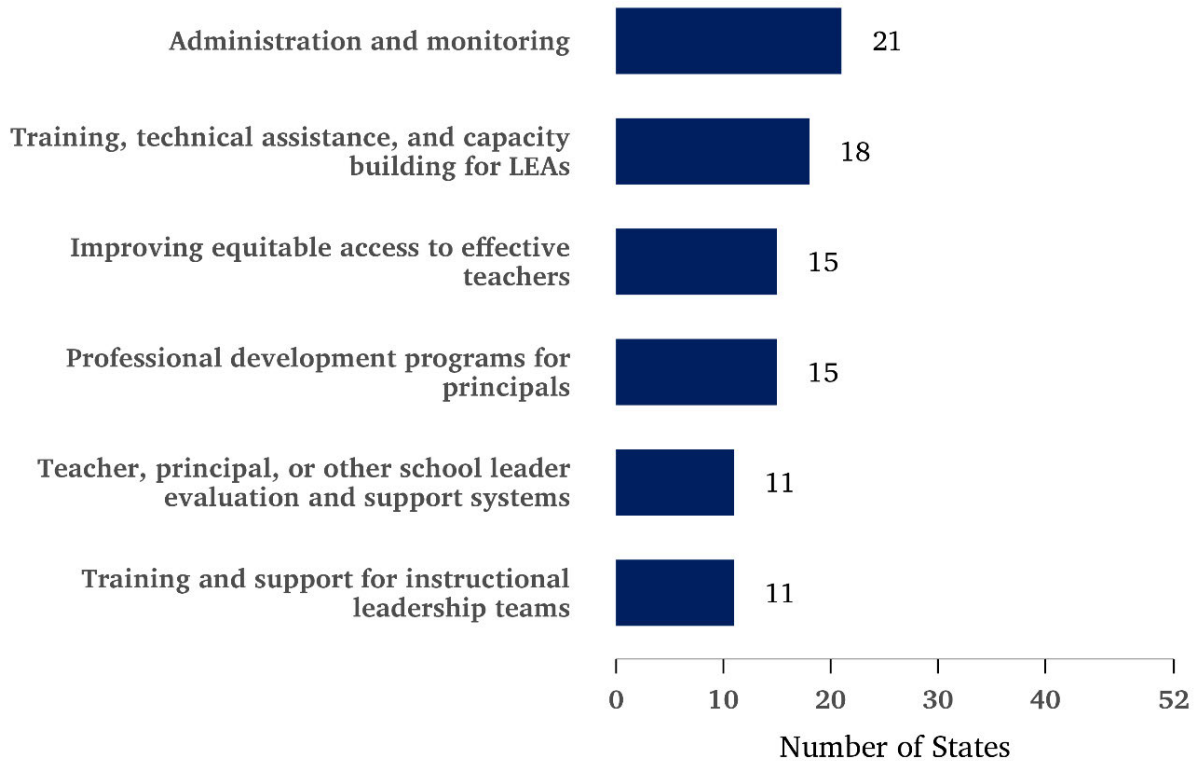 Administration and monitoring
21
Training, technical assistance, and capacity
building for LEAs
18
Improving equitable access to effective
teachers
15
Professional development programs for
principals
15
Teacher, principal, or other school leader
evaluation and support systems
11
Training and support for instructional
leadership teams
11
0 10 20 30 40 52
Number of States